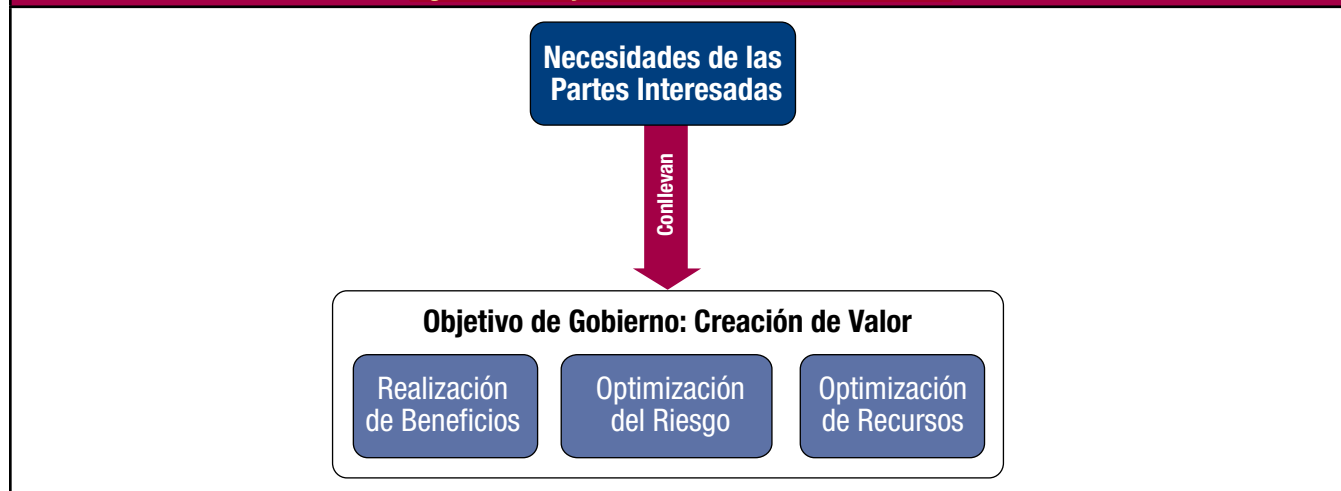 Necesidades de las
Partes Interesadas
Conllevan
Objetivo de Gobierno: Creación de Valor
Realización
de Beneficios
Optimización
del Riesgo
Optimización
de Recursos